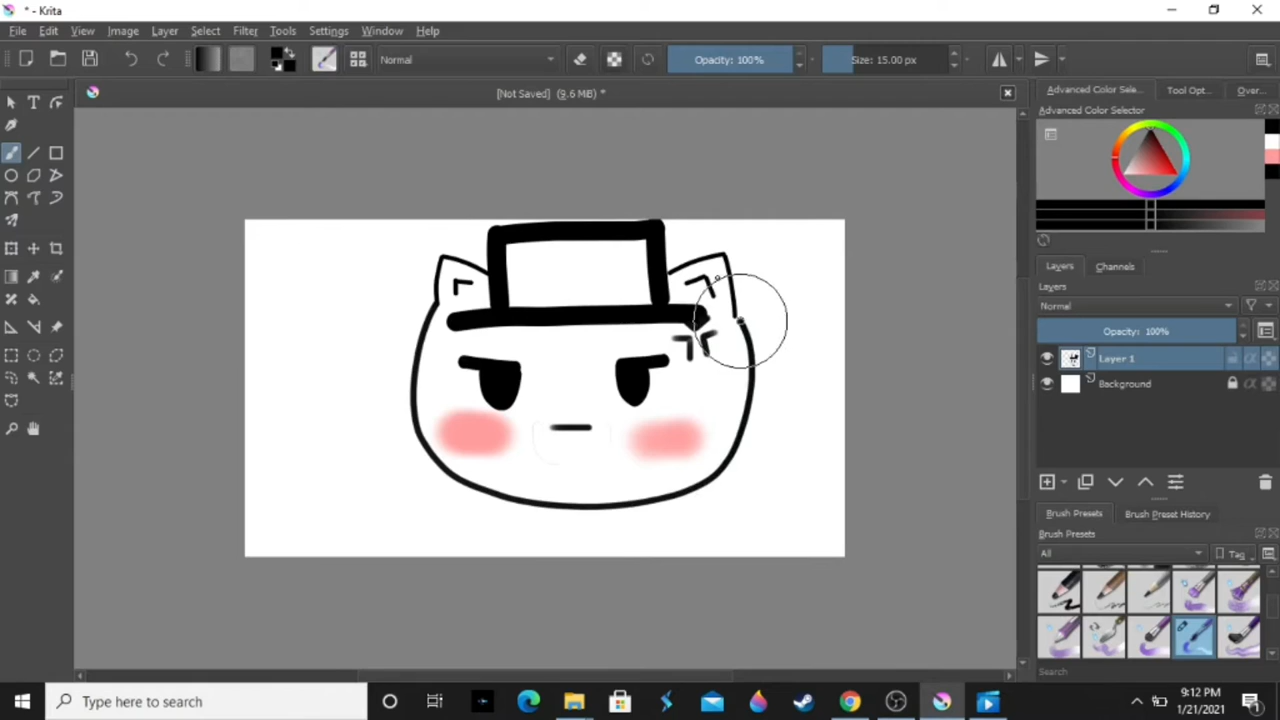 * - Krita
File Edit View Image Layer Select Filter Tools Settings Window Help
Normal Opacity: 100% Size: 15.00 px
[Not Saved] (9.6 MiB) *
Advanced Color Sele... Tool Opt... Over...
Advanced Color Selector
Layers Channels
Layers
Normal
Opacity: 100%
Layer 1
Background
Brush Presets Brush Preset History
Brush Presets
All Tag
Search
Type here to search
9:12 PM
1/21/2021